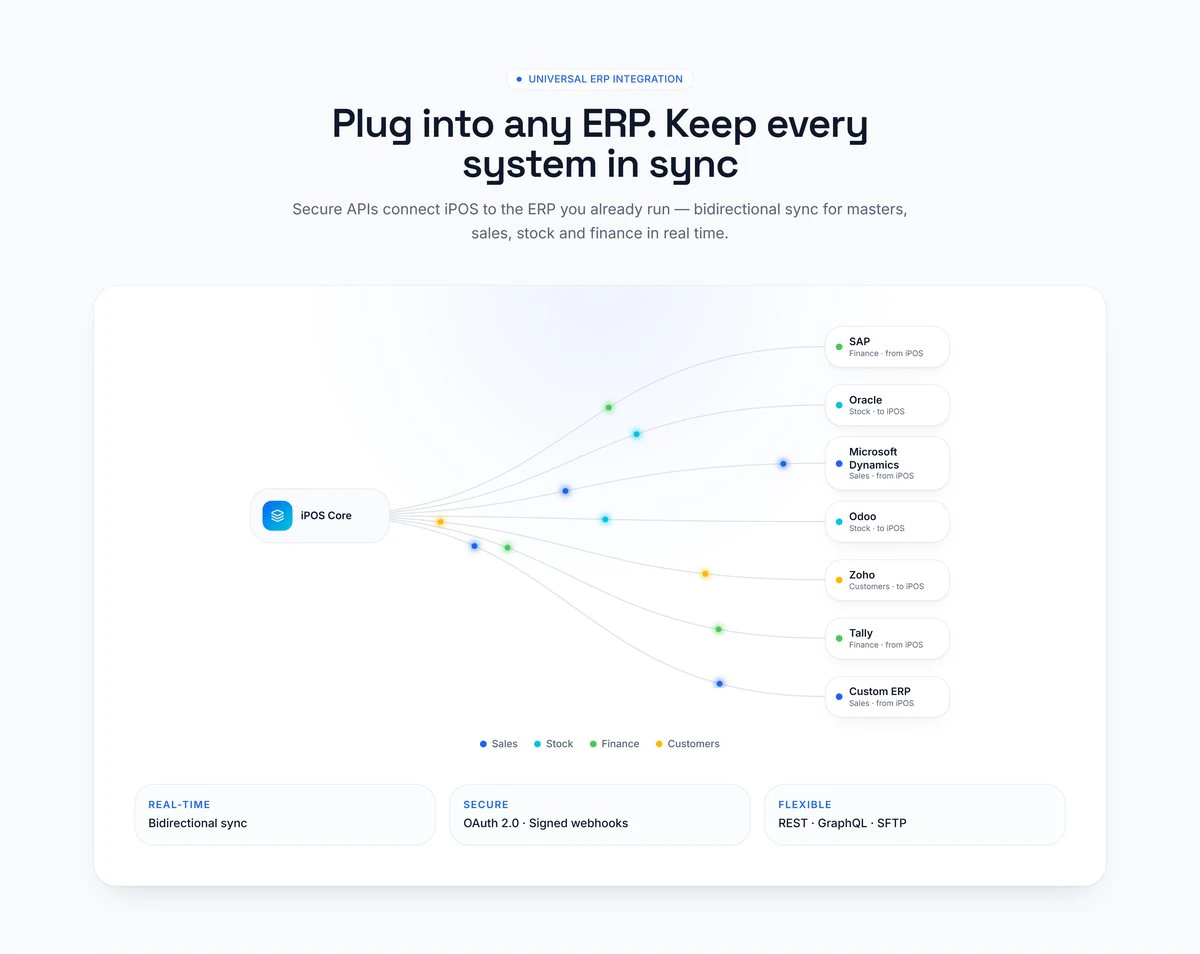 UNIVERSAL ERP INTEGRATION
Plug into any ERP. Keep every
system in sync
Secure APIs connect iPOS to the ERP you already run — bidirectional sync for masters,
sales, stock and finance in real time.
SAP
Finance · from iPOS
Oracle
Stock · to iPOS
Microsoft
Dynamics
Sales · from iPOS
iPOS Core
Odoo
Stock · to iPOS
Zoho
Customers · to iPOS
Tally
Finance · from iPOS
Custom ERP
Sales · from iPOS
Sales Stock Finance Customers
REAL-TIME
Bidirectional sync
SECURE
OAuth 2.0 · Signed webhooks
FLEXIBLE
REST · GraphQL · SFTP